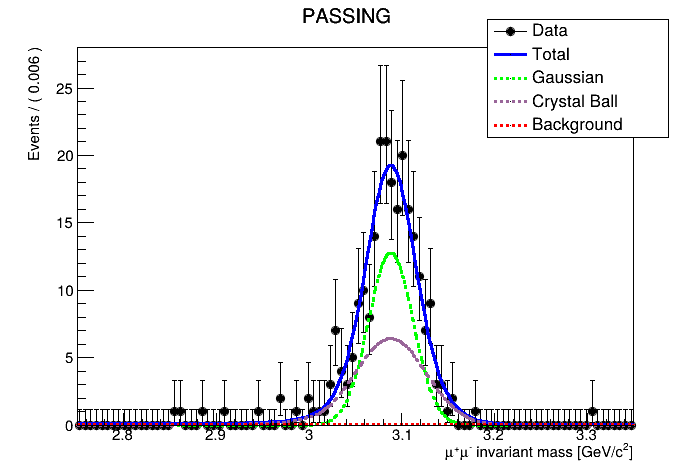 PASSING
Data
Total
Gaussian
Crystal Ball
Background
Events / ( 0.006 )
25
20
15
10
5
0
2.8 2.9 3 3.1 3.2 3.3
μ⁺μ⁻ invariant mass [GeV/c²]